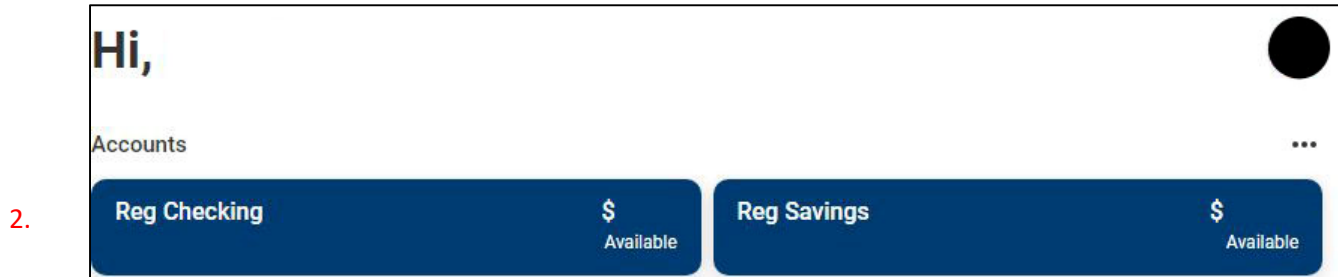 Hi,
Accounts
•••
2.
Reg Checking $ Reg Savings $
Available Available